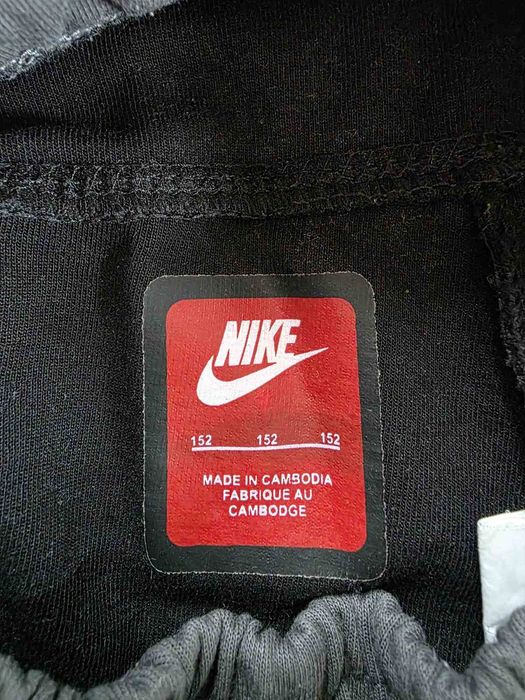 NIKE
152 152 152
MADE IN CAMBODIA
FABRIQUE AU
CAMBODGE